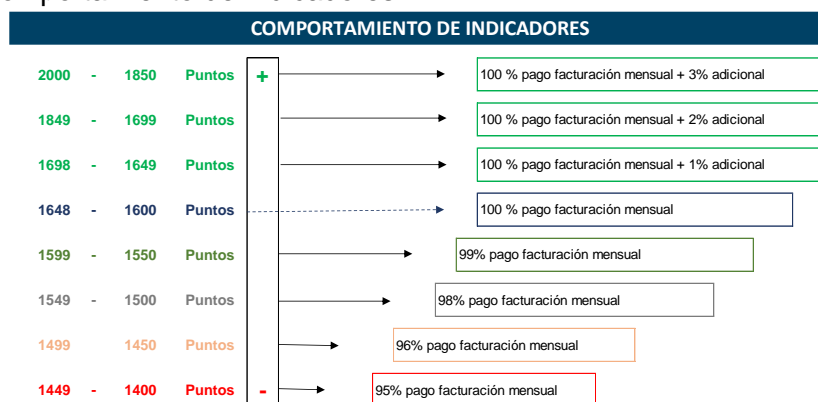 COMPORTAMIENTO DE INDICADORES
2000 - 1850 Puntos + 100 % pago facturación mensual + 3% adicional
1849 - 1699 Puntos 100 % pago facturación mensual + 2% adicional
1698 - 1649 Puntos 100 % pago facturación mensual + 1% adicional
1648 - 1600 Puntos 100 % pago facturación mensual
1599 - 1550 Puntos 99% pago facturación mensual
1549 - 1500 Puntos 98% pago facturación mensual
1499 1450 Puntos 96% pago facturación mensual
1449 - 1400 Puntos - 95% pago facturación mensual